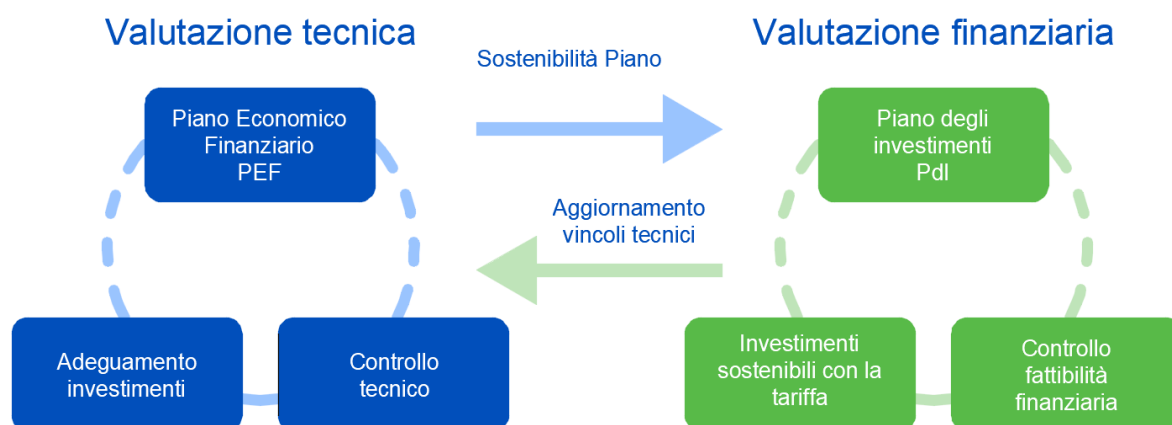 Valutazione tecnica
Valutazione finanziaria
Sostenibilità Piano
Piano Economico
Finanziario
PEF
Piano degli
investimenti
PdI
Aggiornamento
vincoli tecnici
Adeguamento
investimenti
Controllo
tecnico
Investimenti
sostenibili con la
tariffa
Controllo
fattibilità
finanziaria